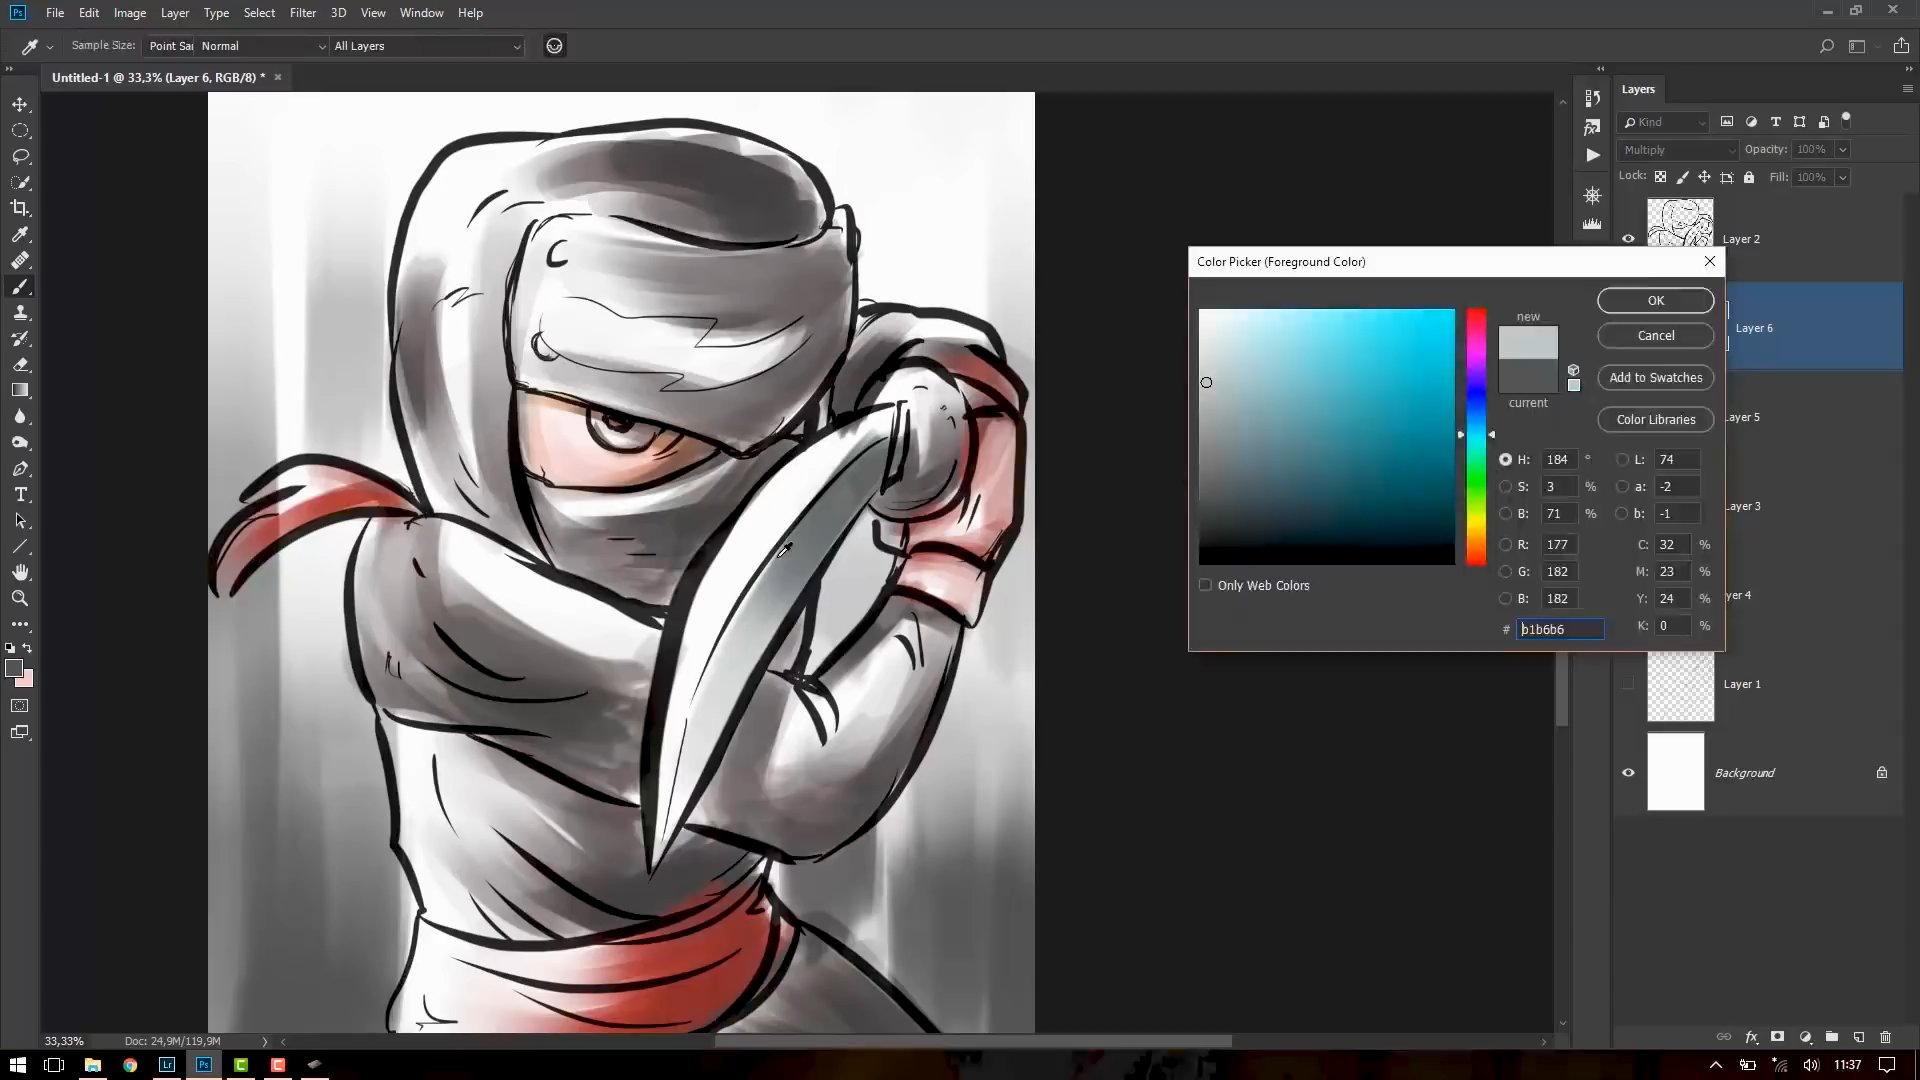 Ps File Edit Image Layer Type Select Filter 3D View Window Help
Sample Size: Point Sa Normal All Layers
Untitled-1 @ 33,3% (Layer 6, RGB/8) *
Layers
Kind
Multiply Opacity: 100%
Lock: Fill: 100%
Layer 2
Layer 6
Layer 5
Layer 3
yer 4
Layer 1
Background
Color Picker (Foreground Color)
new
current
OK
Cancel
Add to Swatches
Color Libraries
H: 184 ° L: 74
S: 3 % a: -2
B: 71 % b: -1
R: 177 C: 32 %
G: 182 M: 23 %
B: 182 Y: 24 %
# b1b6b6 K: 0 %
Only Web Colors
33,33% Doc: 24,9M/119,9M
Lr Ps C C 11:37